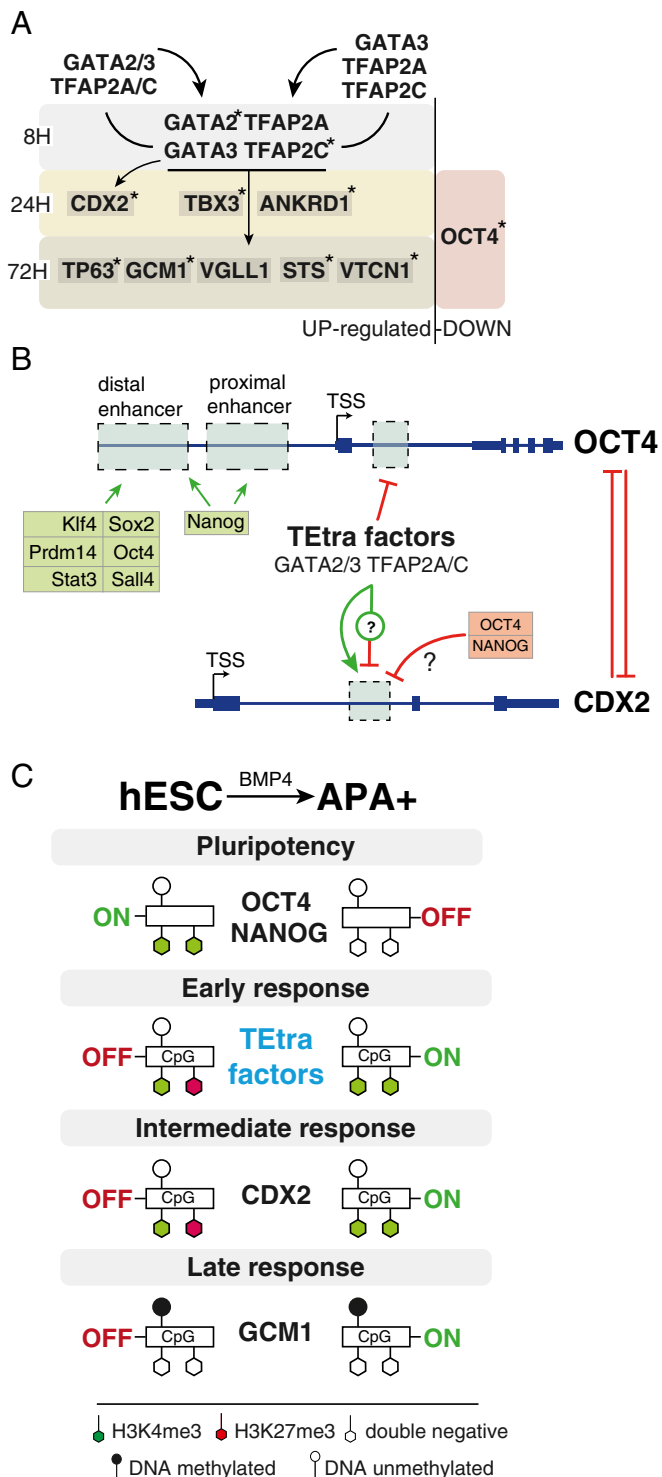 A
GATA2/3
TFAP2A/C
GATA3
TFAP2A
TFAP2C
8H
GATA2* TFAP2A
GATA3 TFAP2C*
24H
CDX2* TBX3* ANKRD1*
OCT4*
72H
TP63* GCM1* VGLL1 STS* VTCN1*
UP-regulated DOWN
B
distal
enhancer
proximal
enhancer
TSS
OCT4
Klf4 Sox2
Prdm14 Oct4
Stat3 Sall4
Nanog
TEtra factors
GATA2/3 TFAP2A/C
?
OCT4
NANOG
?
TSS
CDX2
C
hESC BMP4 APA+
Pluripotency
ON OCT4 NANOG OFF
Early response
OFF CpG TEtra factors CpG ON
Intermediate response
OFF CpG CDX2 CpG ON
Late response
OFF CpG GCM1 CpG ON
H3K4me3 H3K27me3 double negative
DNA methylated DNA unmethylated